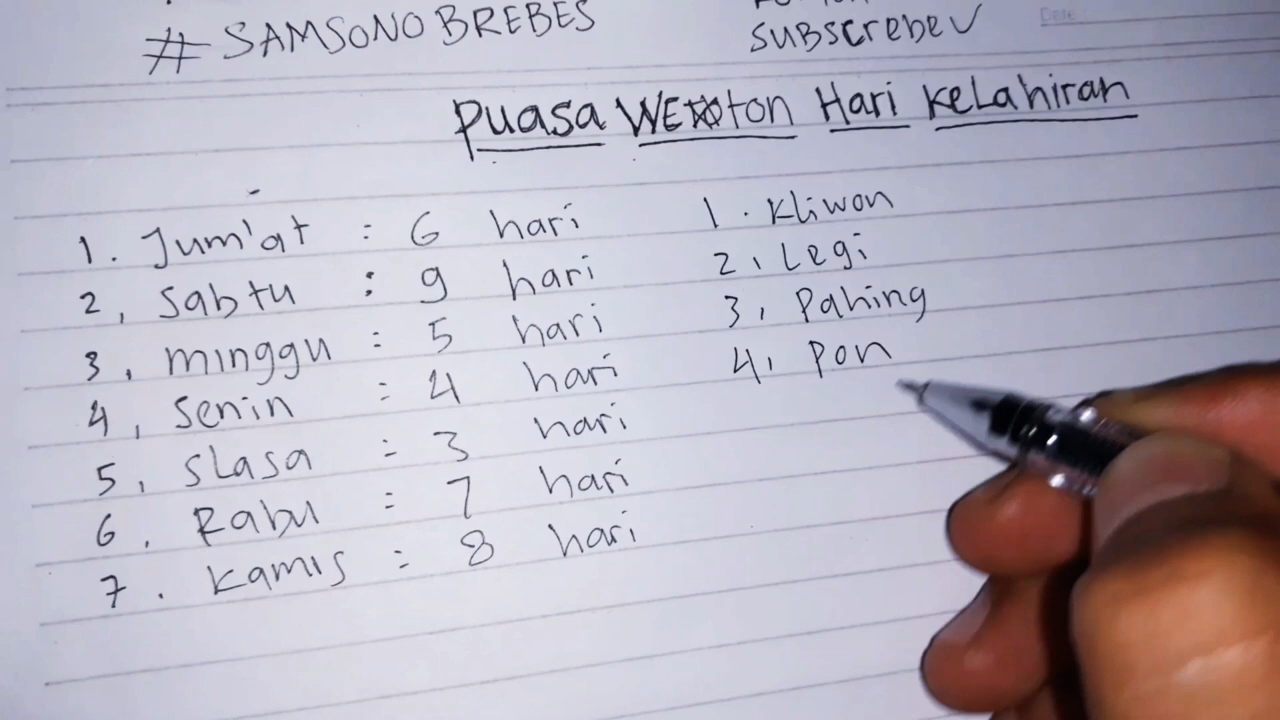 #SAMSONO BREBES
subscrebev
Date :
Puasa WEton Hari KeLahiran
1. Jum'at : 6 hari
2, Sabtu : 9 hari
3, minggu : 5 hari
4, Senin : 4 hari
5, SLasa : 3 hari
6. Rabu : 7 hari
7. Kamis : 8 hari
1. Kliwon
2, Legi
3, Pahing
4, Pon